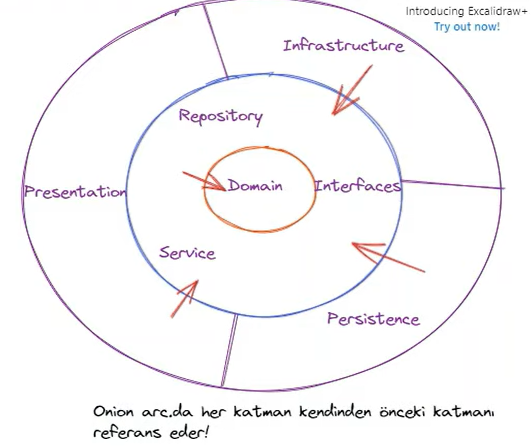 Introducing Excalidraw+
Try out now!
Infrastructure
Repository
Presentation
Domain
Interfaces
Service
Persistence
Onion arc.da her katman kendinden önceki katmanı
referans eder!